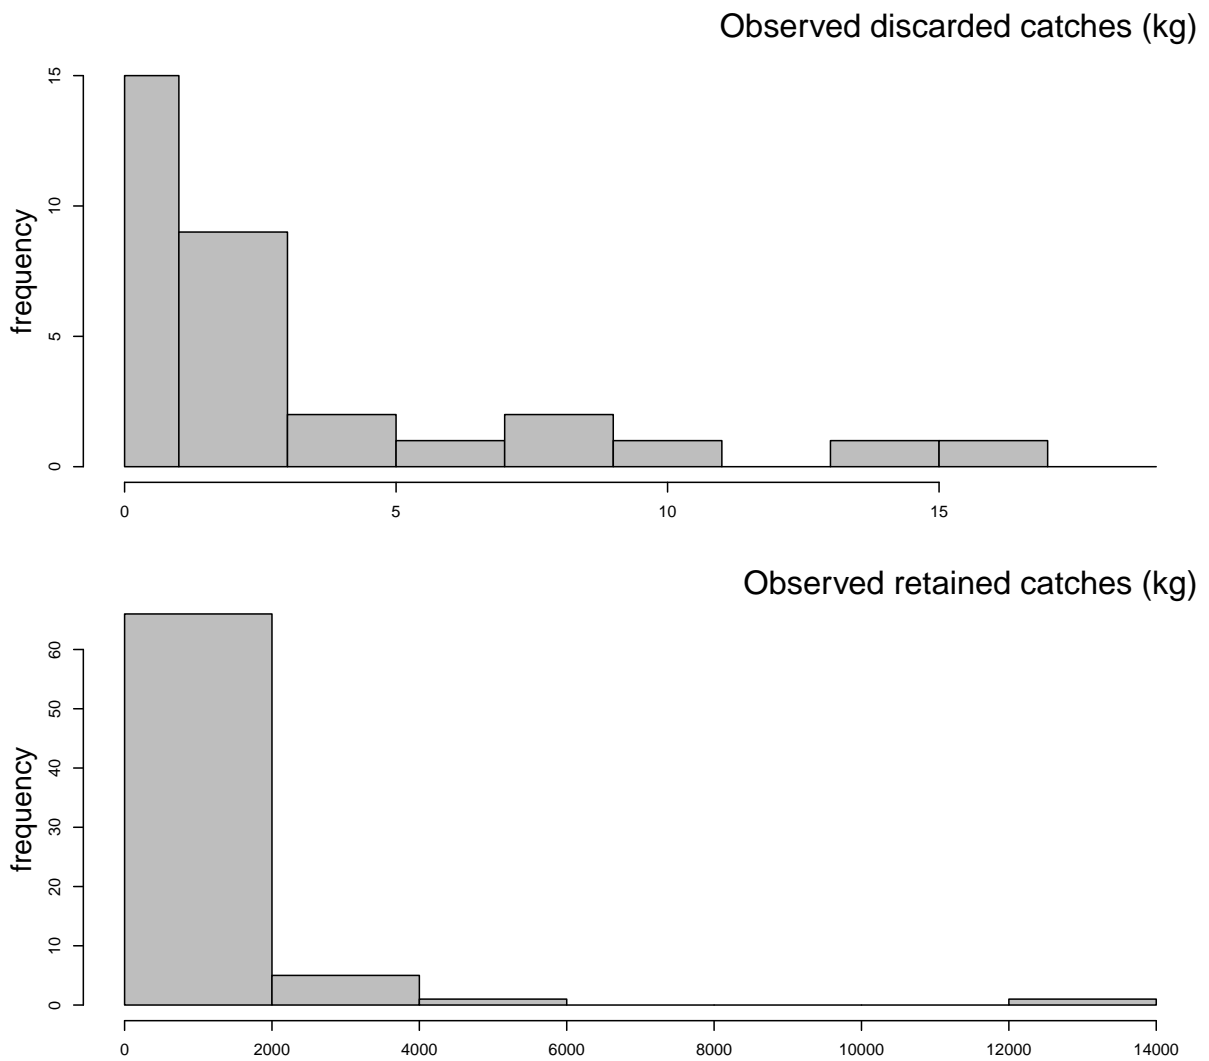 Observed discarded catches (kg)
frequency
15
10
5
0
0 5 10 15
Observed retained catches (kg)
frequency
60
50
40
30
20
10
0
0 2000 4000 6000 8000 10000 12000 14000